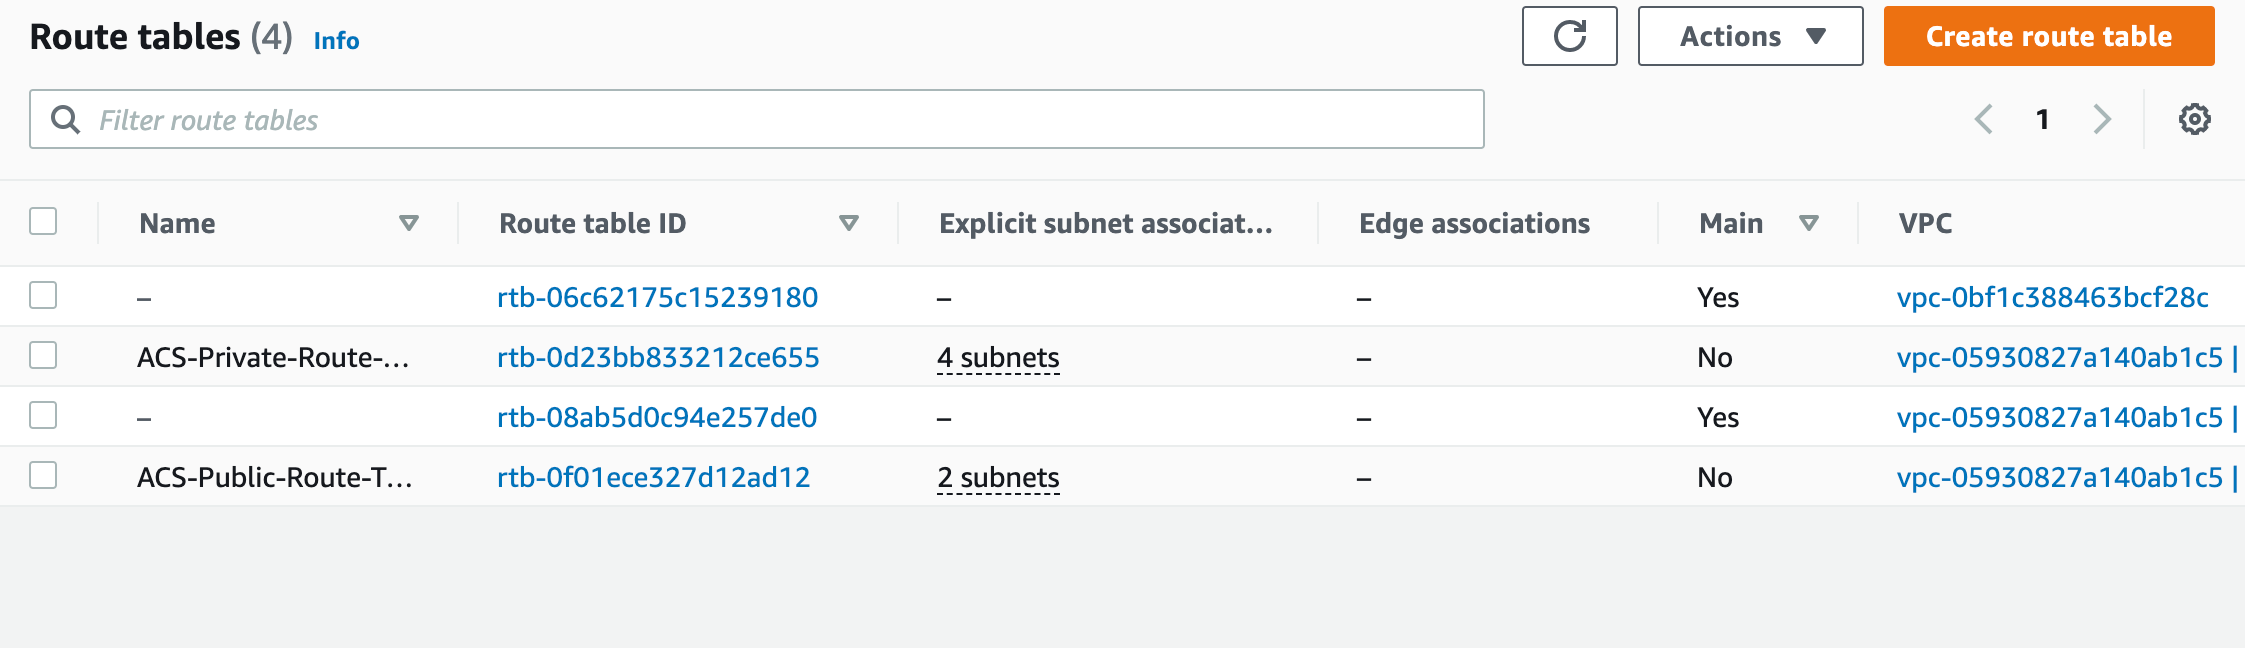 Route tables (4) Info
Actions
Create route table
Filter route tables
1
Name Route table ID Explicit subnet associat... Edge associations Main VPC
– rtb-06c62175c15239180 – – Yes vpc-0bf1c388463bcf28c
ACS-Private-Route-... rtb-0d23bb833212ce655 4 subnets – No vpc-05930827a140ab1c5 |
– rtb-08ab5d0c94e257de0 – – Yes vpc-05930827a140ab1c5 |
ACS-Public-Route-T... rtb-0f01ece327d12ad12 2 subnets – No vpc-05930827a140ab1c5 |